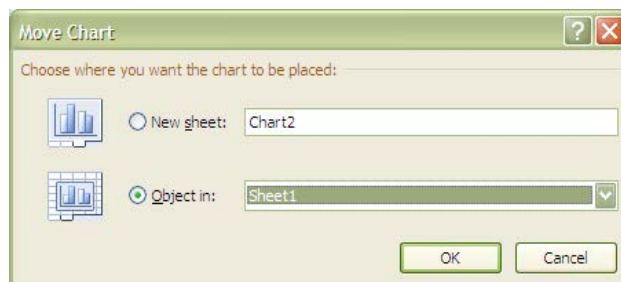 Move Chart
Choose where you want the chart to be placed:
New sheet: Chart2
Object in: Sheet1
OK Cancel